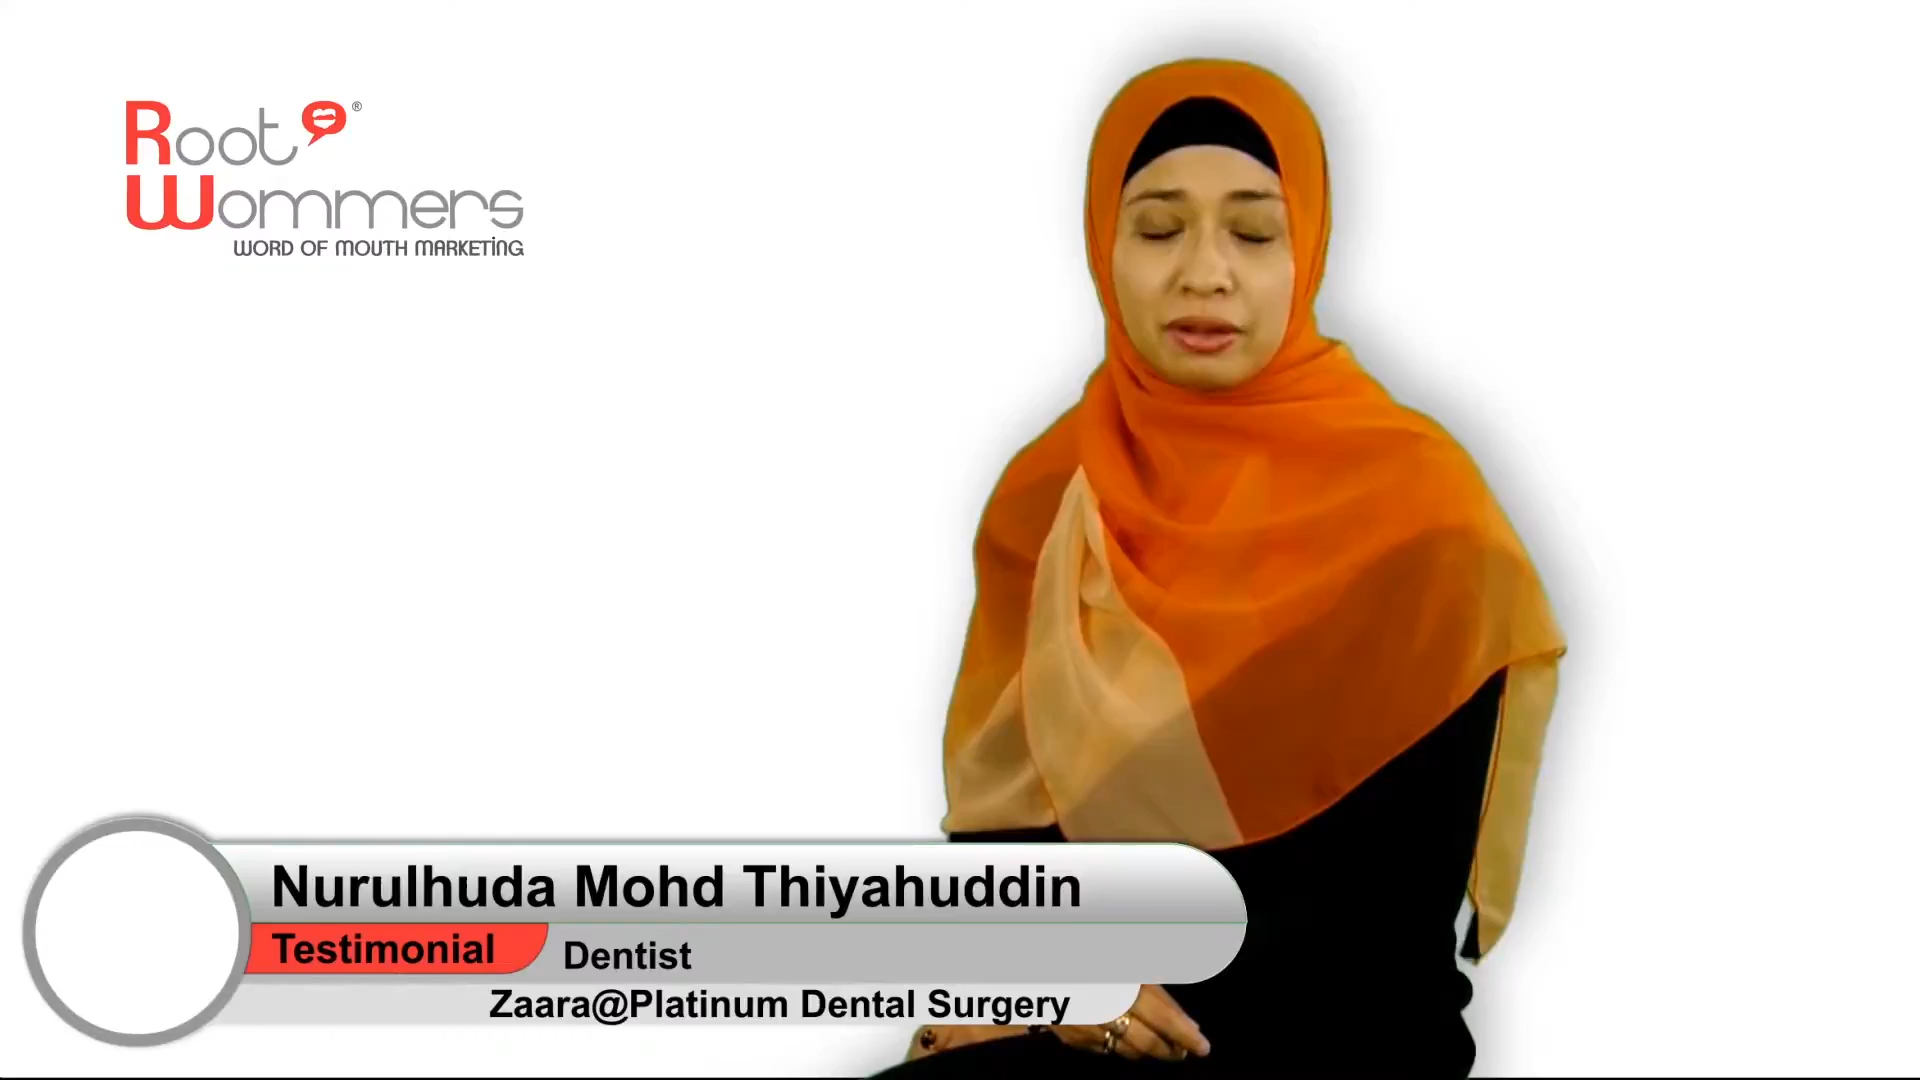 Root ®
Wommers
WORD OF MOUTH MARKETING
Nurulhuda Mohd Thiyahuddin
Testimonial Dentist
Zaara@Platinum Dental Surgery